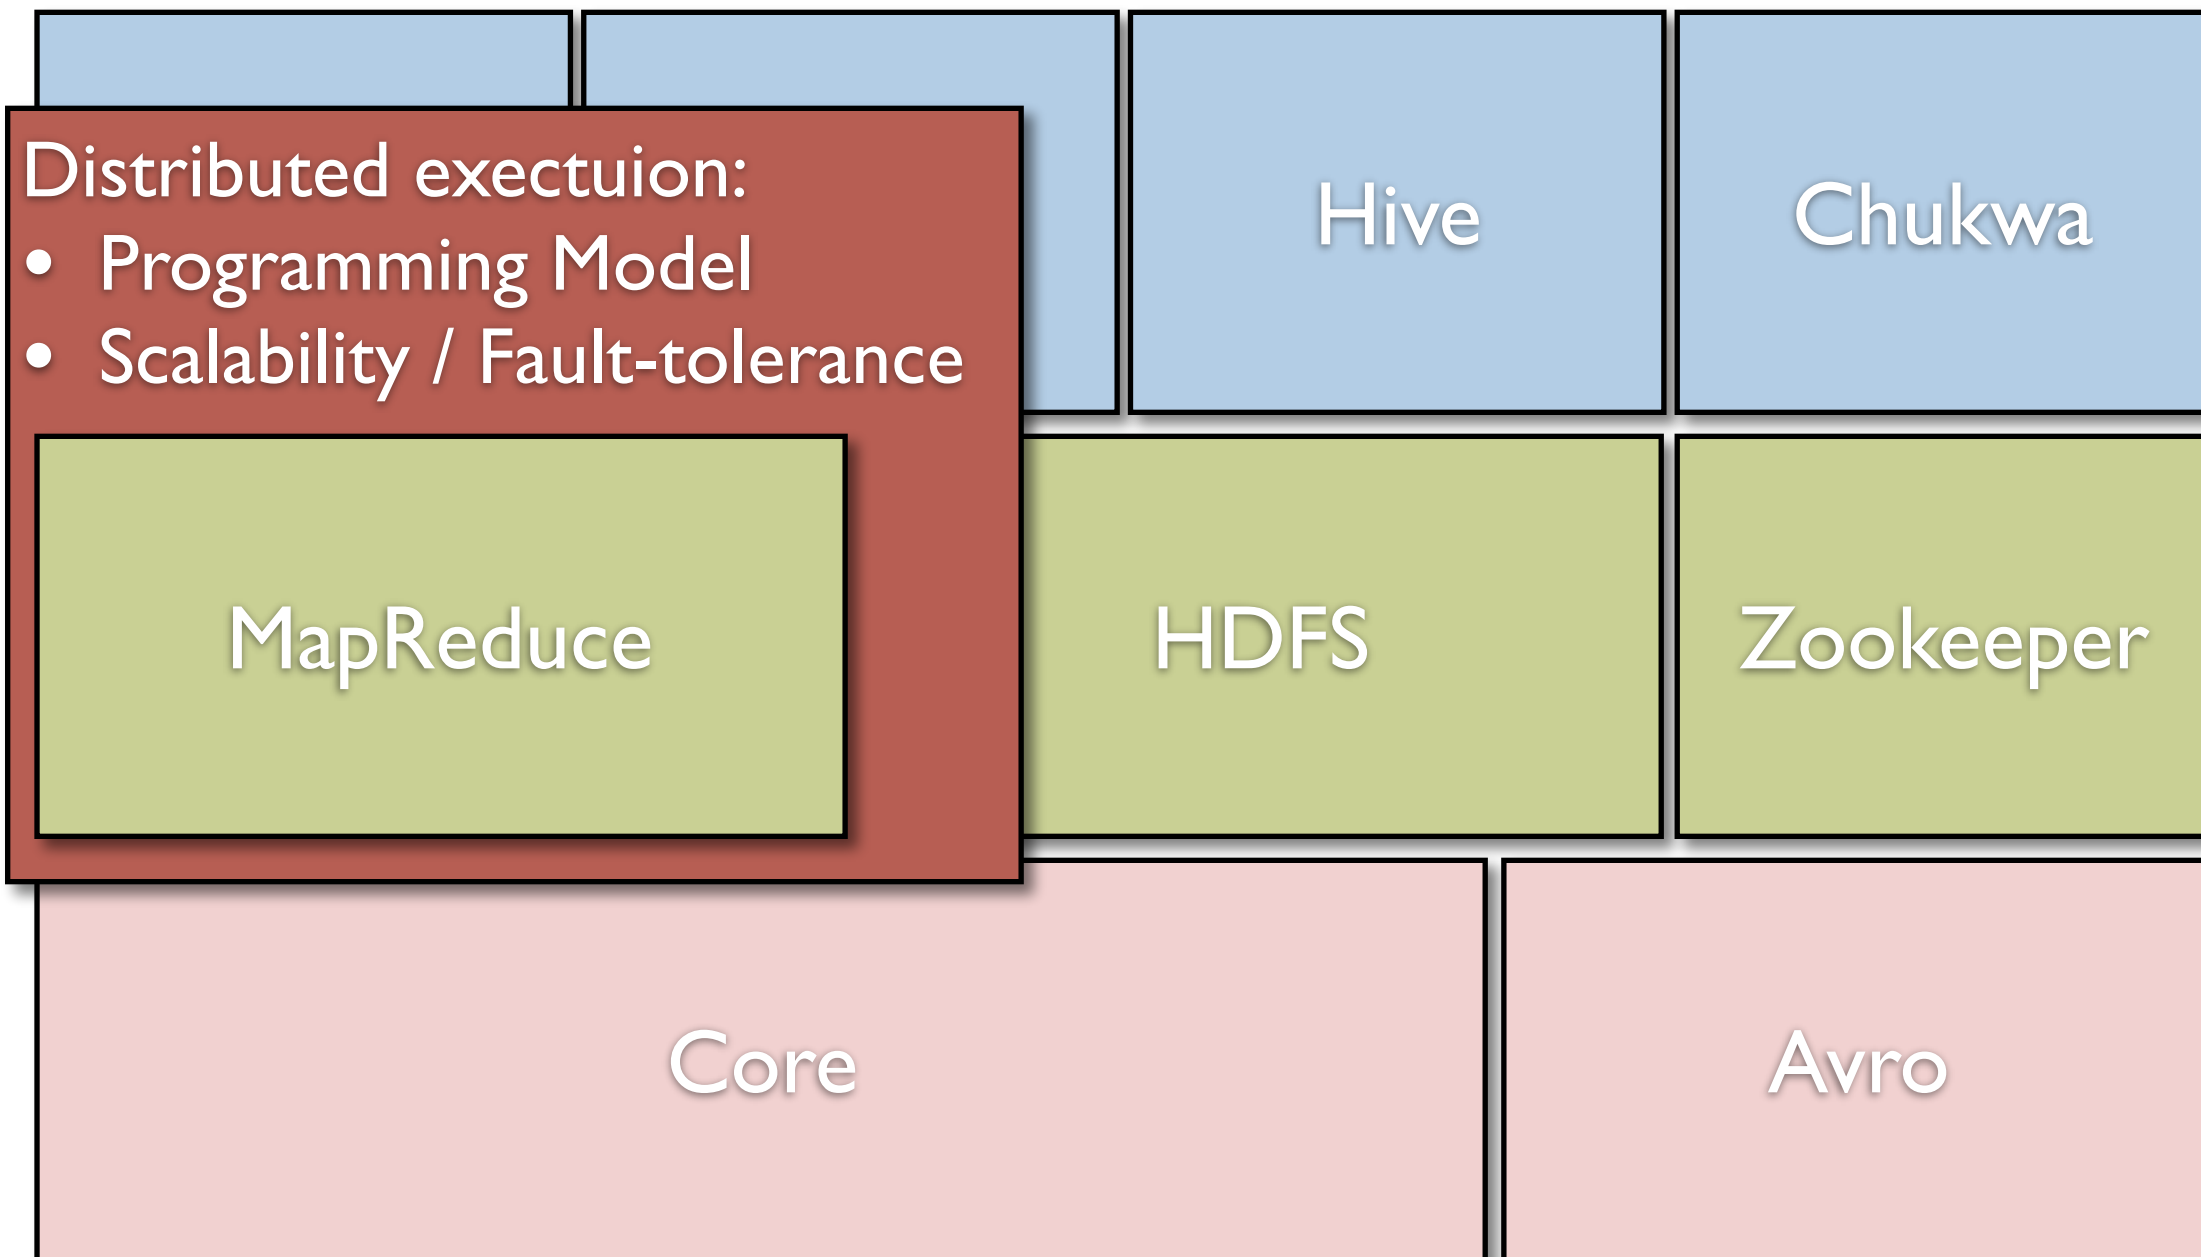 Distributed exectuion:
• Programming Model
• Scalability / Fault-tolerance
Hive
Chukwa
MapReduce
HDFS
Zookeeper
Core
Avro